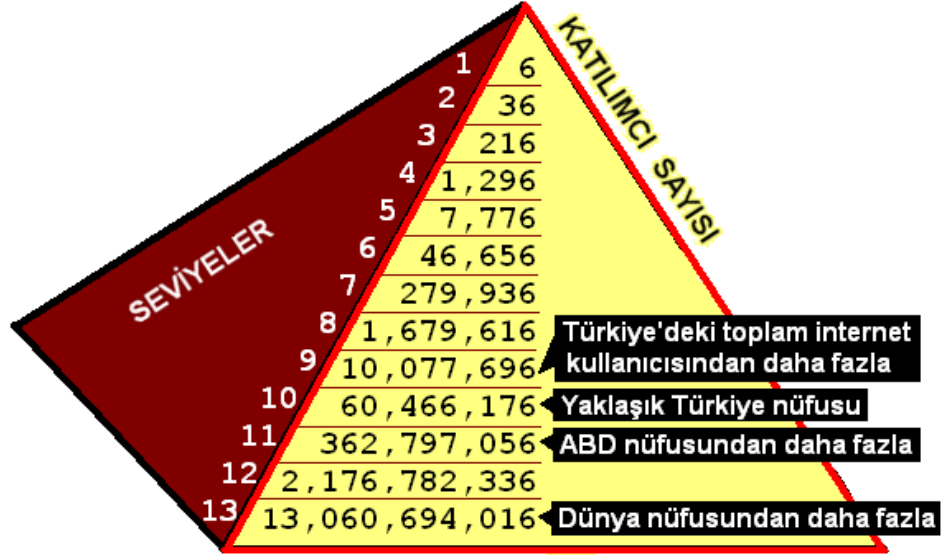 KATILIMCI SAYISI
SEVİYELER
1 6
2 36
3 216
4 1,296
5 7,776
6 46,656
7 279,936
8 1,679,616
9 10,077,696
Türkiye'deki toplam internet
kullanıcısından daha fazla
10 60,466,176 Yaklaşık Türkiye nüfusu
11 362,797,056 ABD nüfusundan daha fazla
12 2,176,782,336
13 13,060,694,016 Dünya nüfusundan daha fazla